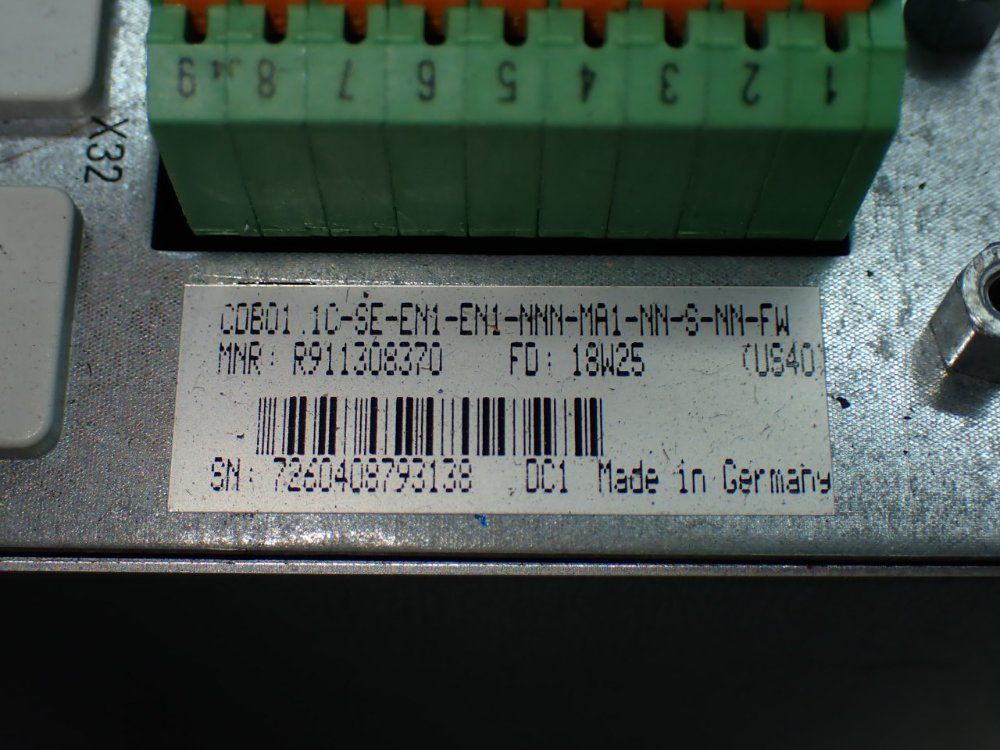 9 8 7 6 5 4 3 2 1
X32
CDB01.1C-SE-EN1-EN1-NNN-MA1-NN-S-NN-FW
MNR: R911308370 FD: 18W25 (US40)
SN: 7260408793138 DC1 Made in Germany